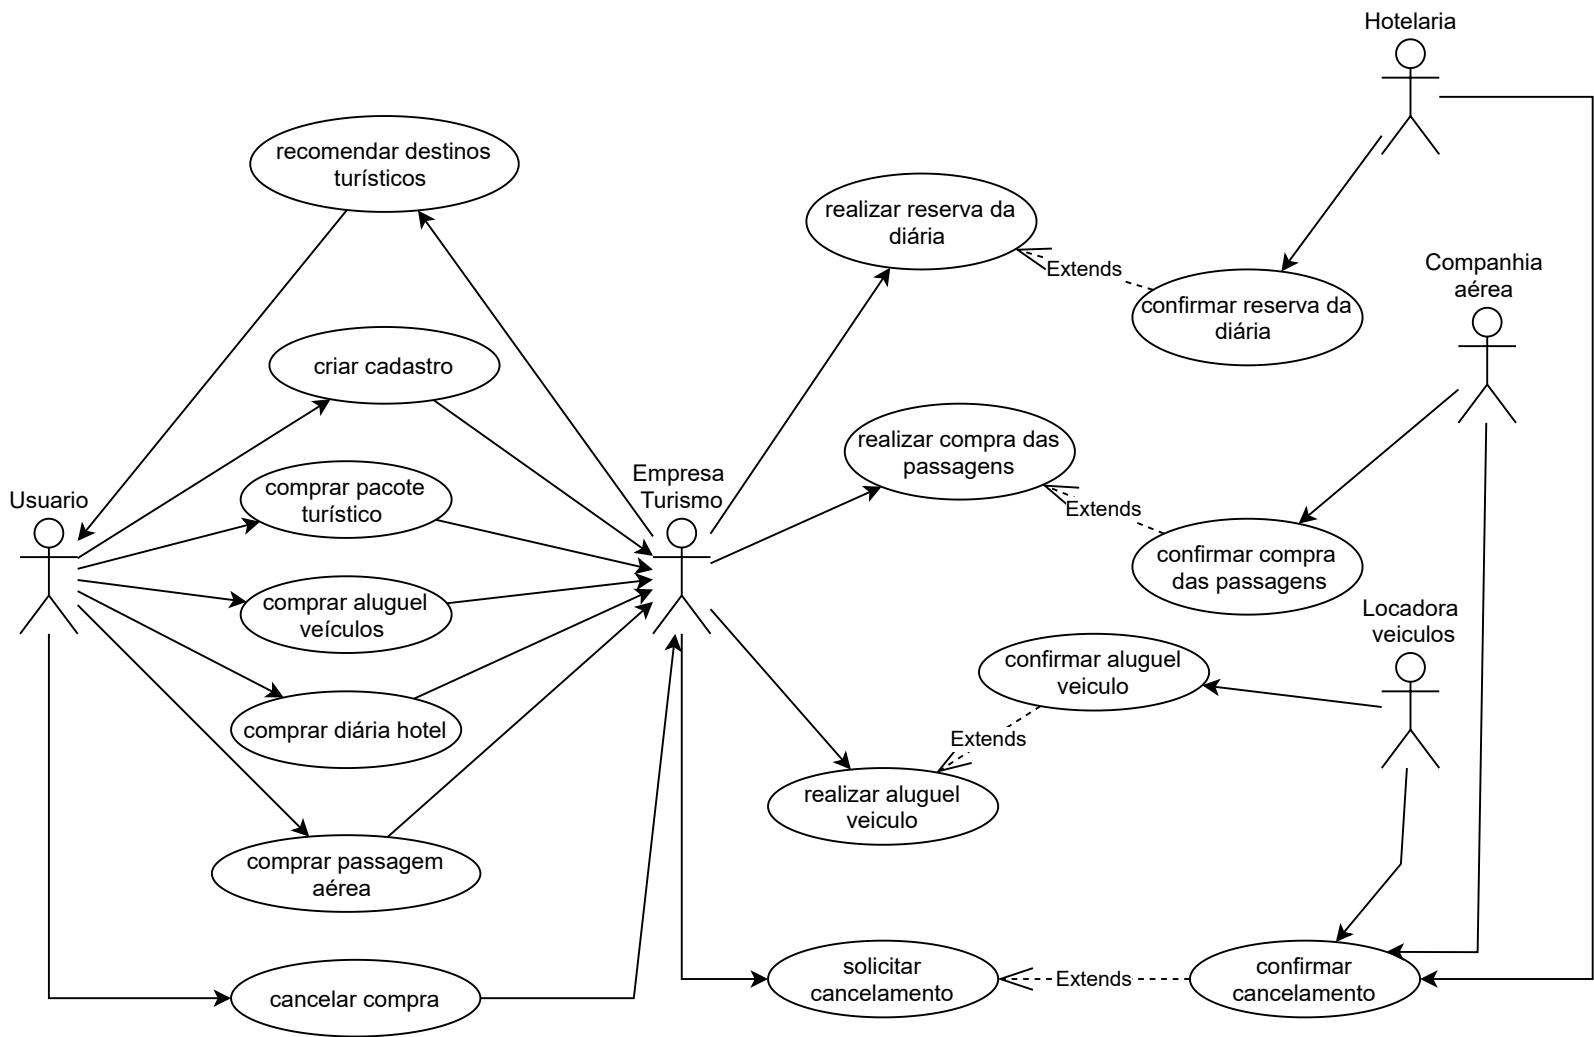 Hotelaria
recomendar destinos
turísticos
realizar reserva da
diária
Extends
confirmar reserva da
diária
Companhia
aérea
criar cadastro
realizar compra das
passagens
Extends
confirmar compra
das passagens
Usuario
comprar pacote
turístico
Empresa
Turismo
comprar aluguel
veículos
Locadora
veiculos
confirmar aluguel
veiculo
Extends
comprar diária hotel
realizar aluguel
veiculo
comprar passagem
aérea
cancelar compra
solicitar
cancelamento
Extends
confirmar
cancelamento